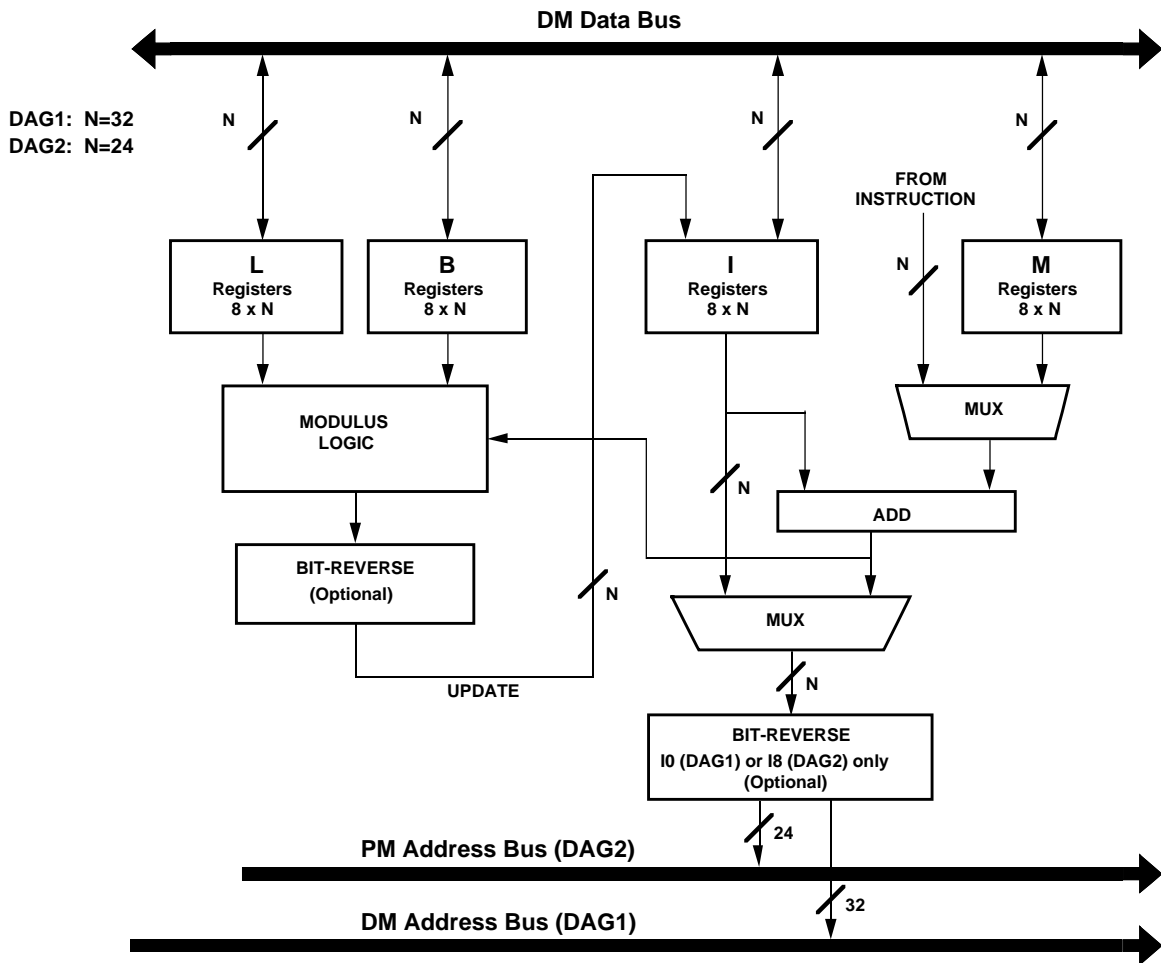 DM Data Bus
DAG1: N=32
DAG2: N=24
N
N
N
N
FROM
INSTRUCTION
N
L
Registers
8 x N
B
Registers
8 x N
I
Registers
8 x N
M
Registers
8 x N
MUX
MODULUS
LOGIC
N
ADD
BIT-REVERSE
(Optional)
N
MUX
UPDATE
N
BIT-REVERSE
I0 (DAG1) or I8 (DAG2) only
(Optional)
24
PM Address Bus (DAG2)
32
DM Address Bus (DAG1)